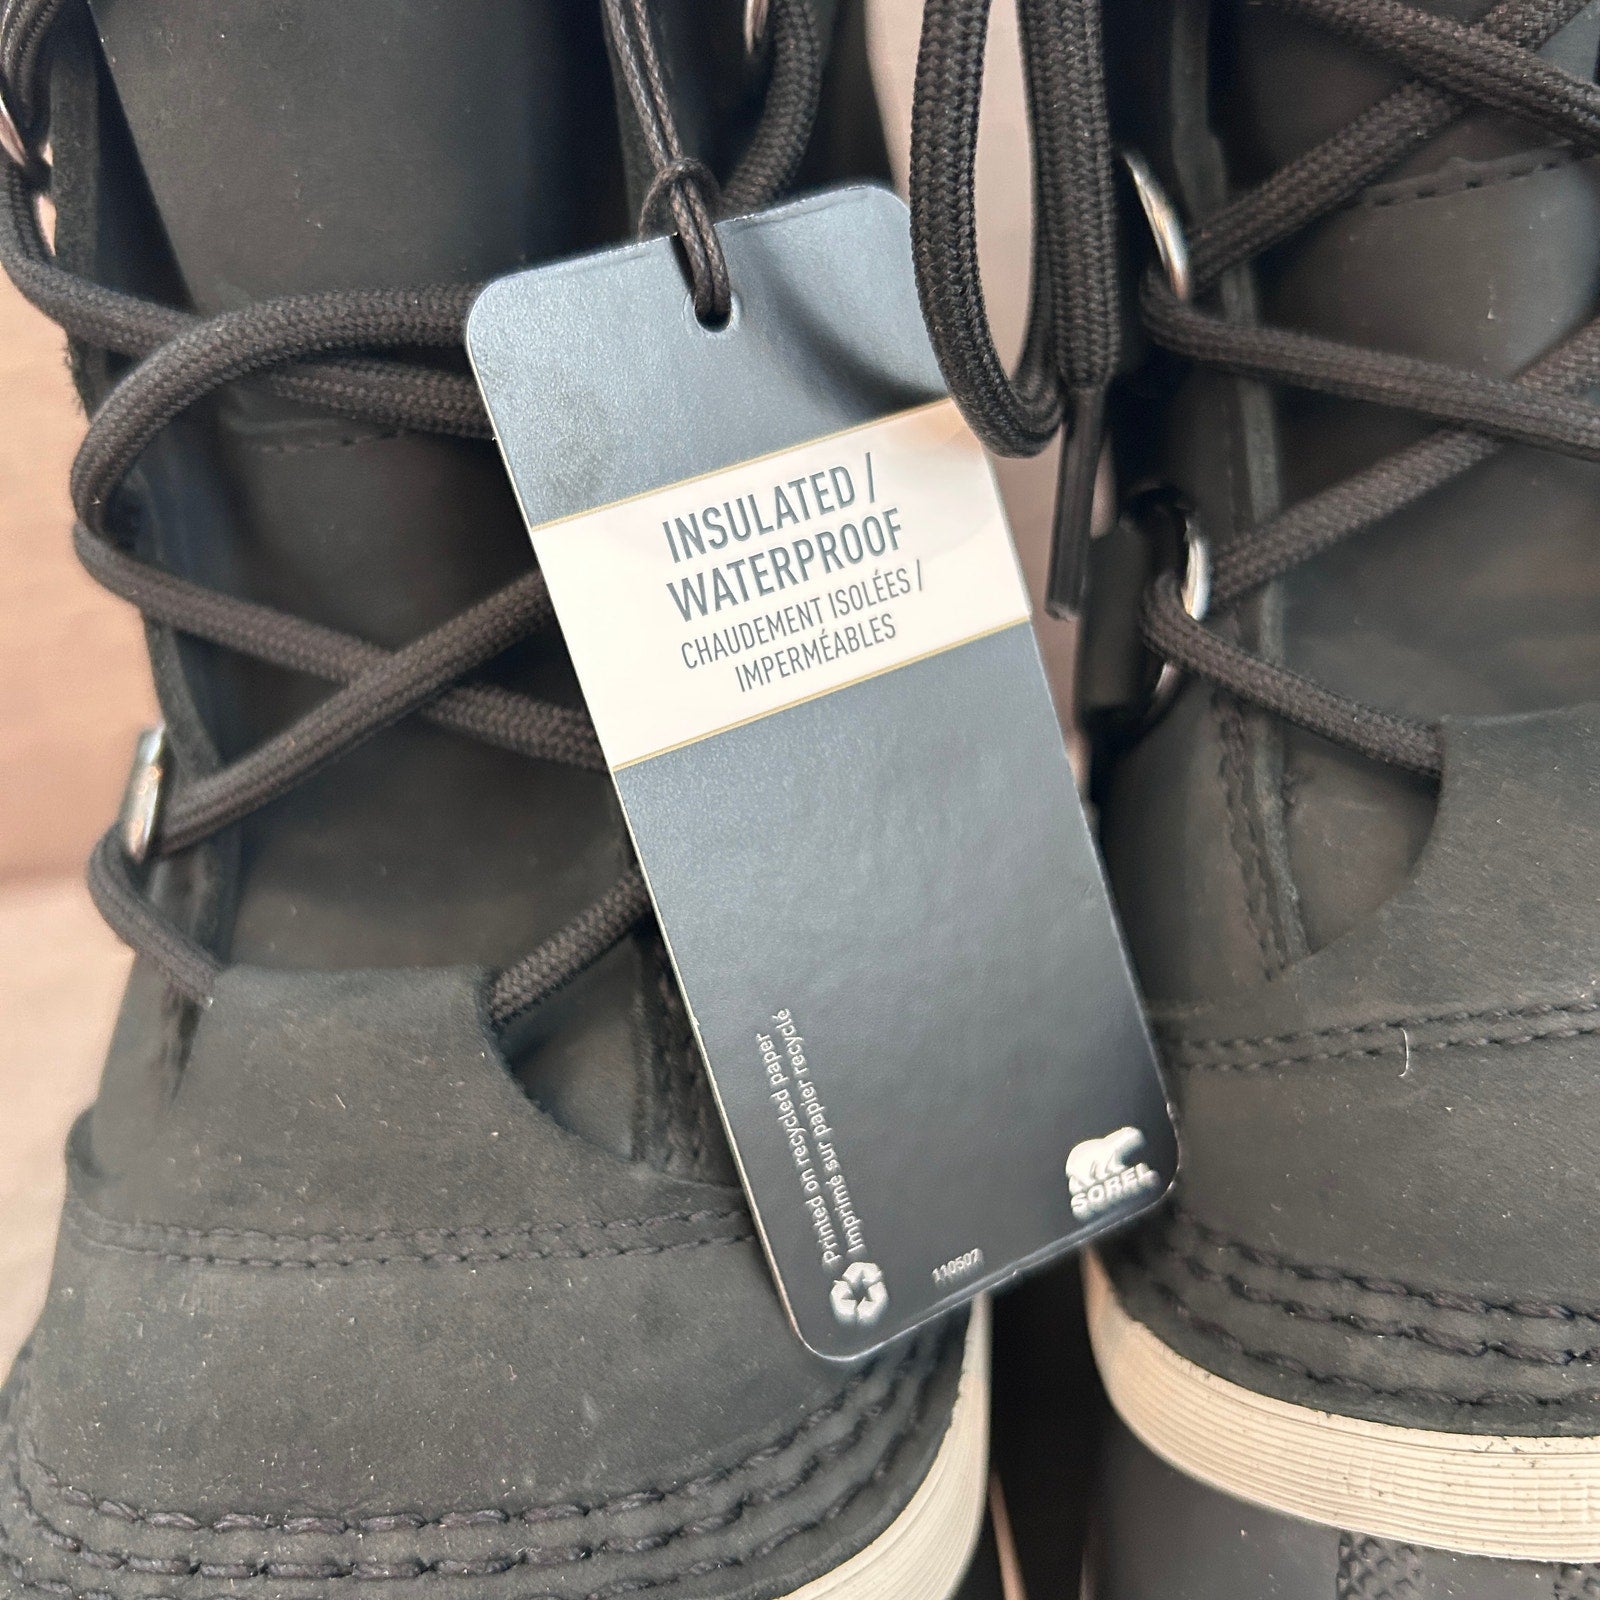 INSULATED /
WATERPROOF
CHAUDEMENT ISOLÉES /
IMPERMÉABLES
Printed on recycled paper
Imprimé sur papier recyclé
SOREL
110507